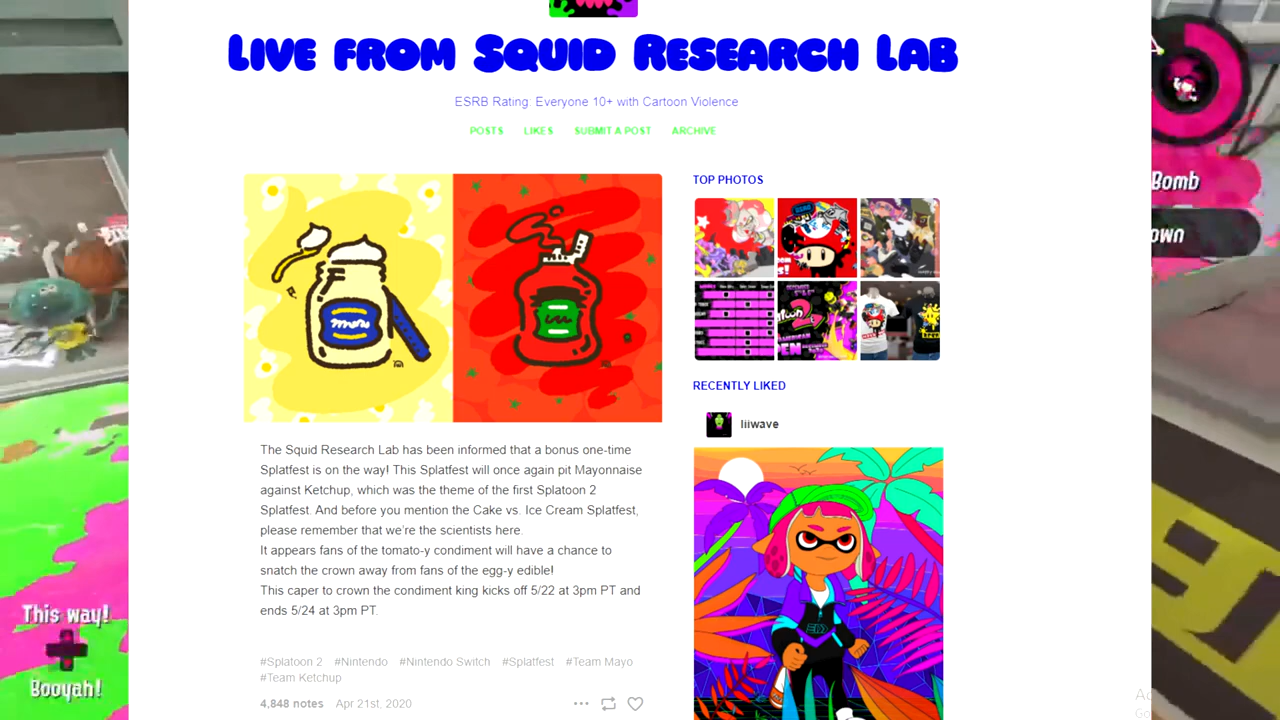 Live from Squid Research Lab
ESRB Rating: Everyone 10+ with Cartoon Violence
POSTS LIKES SUBMIT A POST ARCHIVE
TOP PHOTOS
RECENTLY LIKED
liiwave
The Squid Research Lab has been informed that a bonus one-time
Splatfest is on the way! This Splatfest will once again pit Mayonnaise
against Ketchup, which was the theme of the first Splatoon 2
Splatfest. And before you mention the Cake vs. Ice Cream Splatfest,
please remember that we're the scientists here.
It appears fans of the tomato-y condiment will have a chance to
snatch the crown away from fans of the egg-y edible!
This caper to crown the condiment king kicks off 5/22 at 3pm PT and
ends 5/24 at 3pm PT.
#Splatoon 2 #Nintendo #Nintendo Switch #Splatfest #Team Mayo
#Team Ketchup
4,848 notes Apr 21st, 2020
This way!
Booyah!
Bomb
own